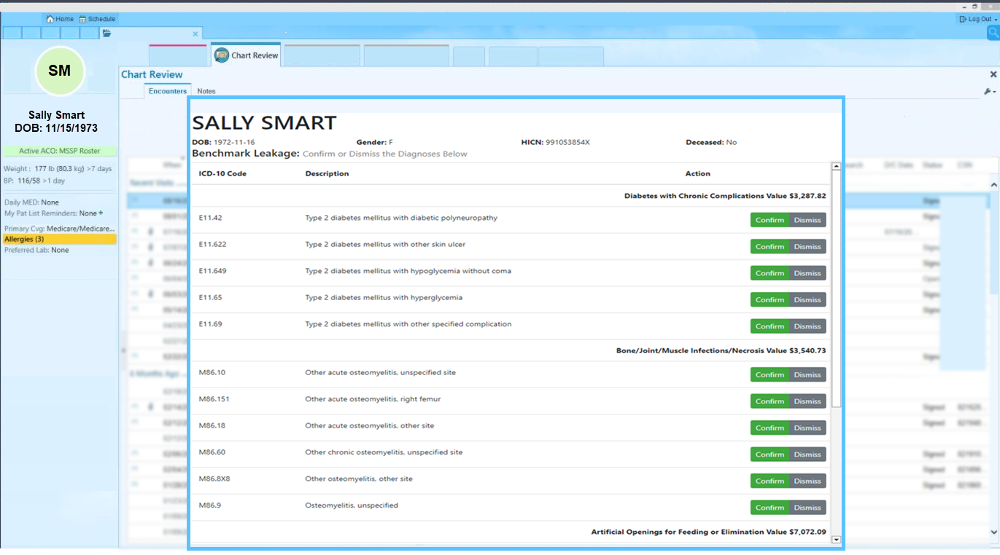 Home Schedule Log Out
Chart Review
SM
Sally Smart
DOB: 11/15/1973
Active ACO: MSSP Roster
Weight : 177 lb (80.3 kg) >7 days
BP: 116/58 >1 day
Daily MED: None
My Pat List Reminders: None +
Primary Cvg: Medicare/Medicare...
Allergies (3)
Preferred Lab: None
Chart Review
Encounters Notes
SALLY SMART
DOB: 1972-11-16 Gender: F HICN: 991053854X Deceased: No
Benchmark Leakage: Confirm or Dismiss the Diagnoses Below
ICD-10 Code Description Action
Diabetes with Chronic Complications Value $3,287.82
E11.42 Type 2 diabetes mellitus with diabetic polyneuropathy Confirm Dismiss
E11.622 Type 2 diabetes mellitus with other skin ulcer Confirm Dismiss
E11.649 Type 2 diabetes mellitus with hypoglycemia without coma Confirm Dismiss
E11.65 Type 2 diabetes mellitus with hyperglycemia Confirm Dismiss
E11.69 Type 2 diabetes mellitus with other specified complication Confirm Dismiss
Bone/Joint/Muscle Infections/Necrosis Value $3,540.73
M86.10 Other acute osteomyelitis, unspecified site Confirm Dismiss
M86.151 Other acute osteomyelitis, right femur Confirm Dismiss
M86.18 Other acute osteomyelitis, other site Confirm Dismiss
M86.60 Other chronic osteomyelitis, unspecified site Confirm Dismiss
M86.8X8 Other osteomyelitis, other site Confirm Dismiss
M86.9 Osteomyelitis, unspecified Confirm Dismiss
Artificial Openings for Feeding or Elimination Value $7,072.09